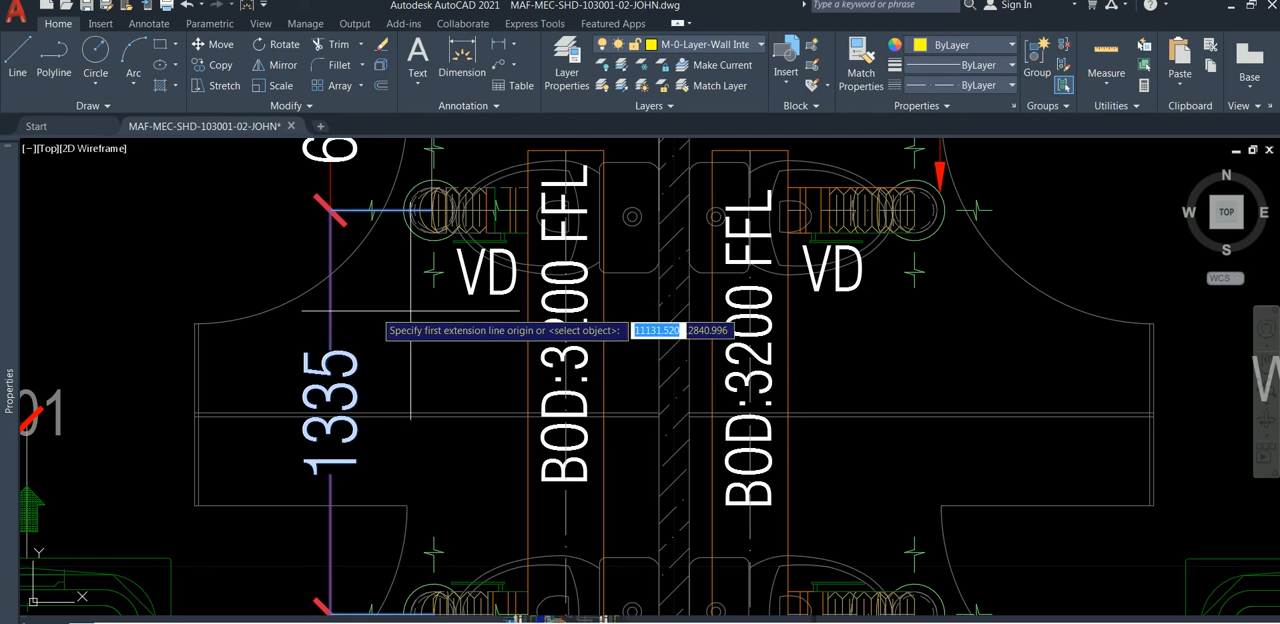 Autodesk AutoCAD 2021 MAF-MEC-SHD-103001-02-JOHN.dwg
Type a keyword or phrase
Sign In
Home Insert Annotate Parametric View Manage Output Add-ins Collaborate Express Tools Featured Apps
Line Polyline Circle Arc
Move Rotate Trim
Copy Mirror Fillet
Stretch Scale Array
Text Dimension Table
Layer Properties
M-0-Layer-Wall Inte
Make Current
Match Layer
Insert
Match Properties
ByLayer
ByLayer
ByLayer
Group Measure Paste Base
Draw Modify Annotation Layers Block Properties Groups Utilities Clipboard View
Start MAF-MEC-SHD-103001-02-JOHN*
[−][Top][2D Wireframe]
6
N
W TOP E
S
WCS
VD
VD
BOD:3200 FFL
BOD:3200 FFL
Specify first extension line origin or <select object>: 11131.520 2840.996
1335
01
W
Properties
Y
X